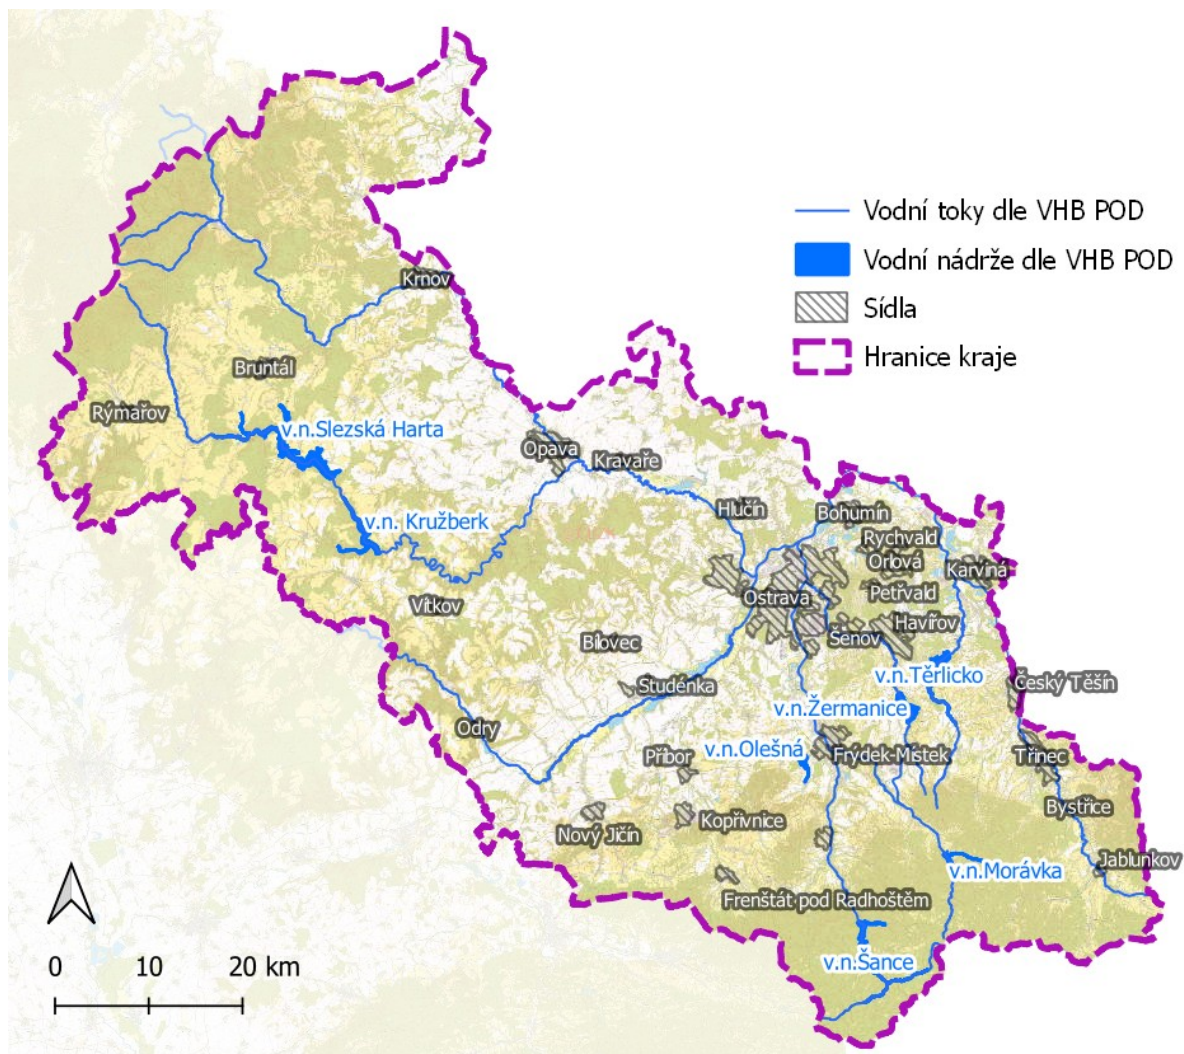 Vodní toky dle VHB POD
Vodní nádrže dle VHB POD
Sídla
Hranice kraje
Krnov
Bruntál
Rýmařov
v.n.Slezská Harta
Opava
Kravaře
Hlučín
Bohumín
v.n. Kružberk
Rychvald
Orlová
Karviná
Petřvald
Ostrava
Vítkov
Havířov
Šenov
Bílovec
v.n.Těrlicko
Český Těšín
Studénka
v.n.Žermanice
Odry
v.n.Olešná
Frýdek-Místek
Příbor
Třinec
Bystřice
Kopřivnice
Nový Jičín
Jablunkov
v.n.Morávka
Frenštát pod Radhoštěm
v.n.Šance
0 10 20 km